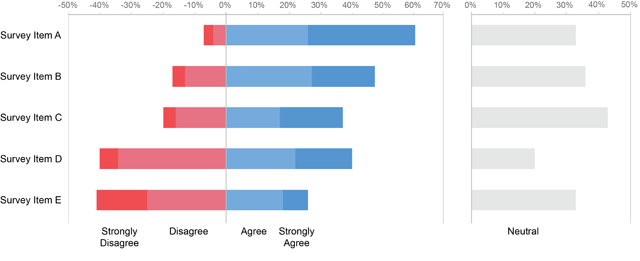 -50% -40% -30% -20% -10% 0% 10% 20% 30% 40% 50% 60% 70% 0% 10% 20% 30% 40% 50%
Survey Item A
Survey Item B
Survey Item C
Survey Item D
Survey Item E
Strongly Disagree Agree Strongly Neutral
Disagree Agree